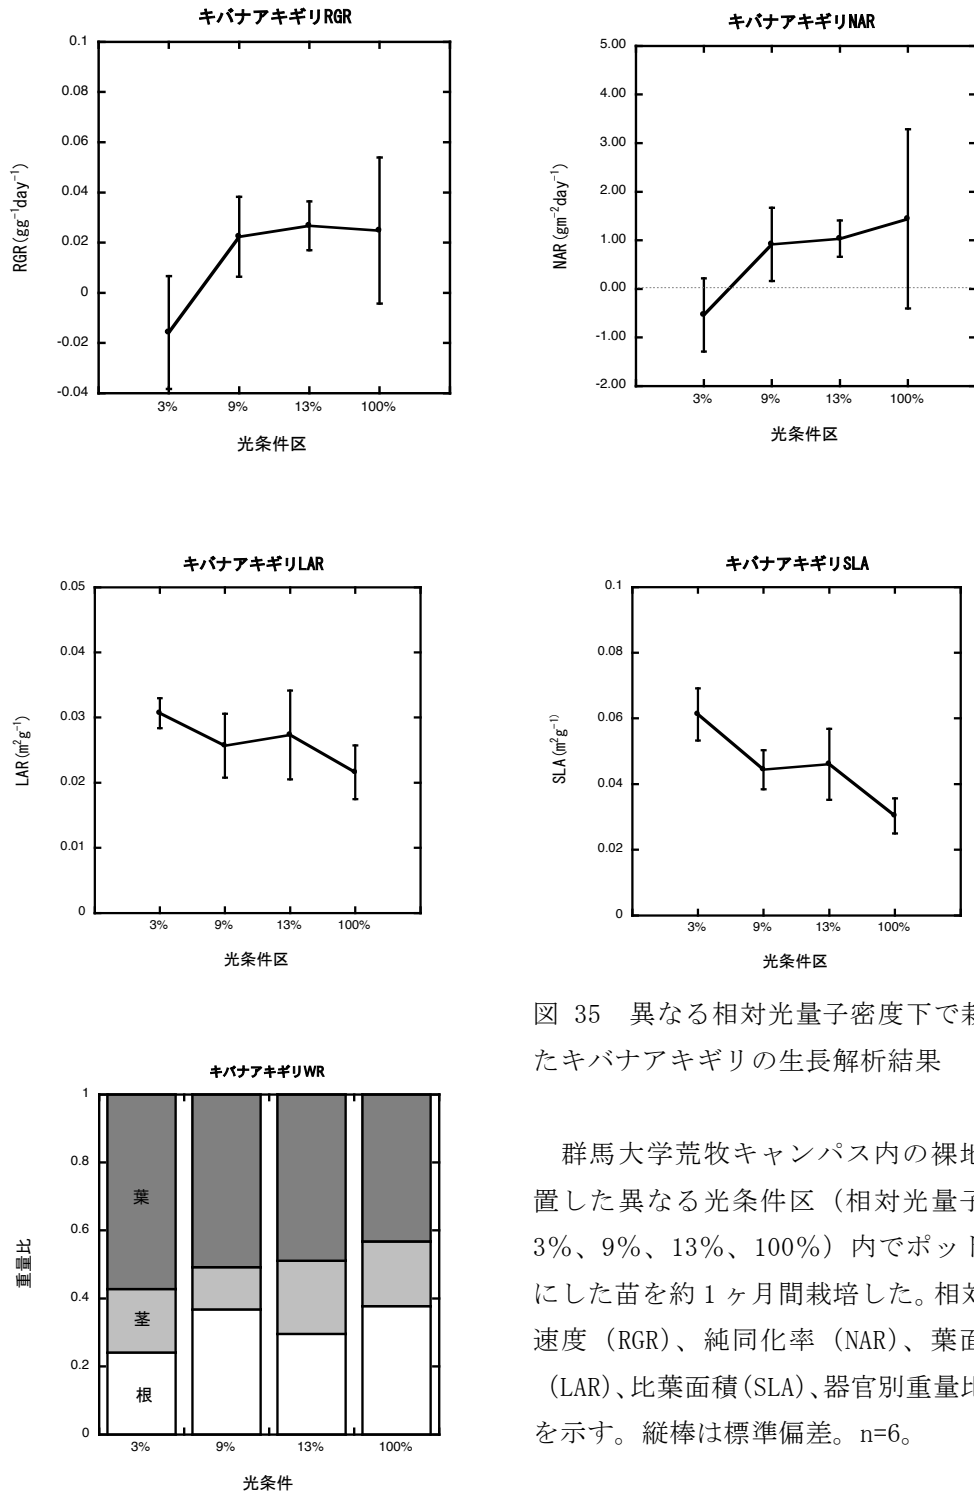 キバナアキギリRGR
0.1
0.08
0.06
0.04
0.02
0
-0.02
-0.04
RGR(gg⁻¹day⁻¹)
3% 9% 13% 100%
光条件区
キバナアキギリNAR
5.00
4.00
3.00
2.00
1.00
0.00
-1.00
-2.00
NAR(gm⁻²day⁻¹)
3% 9% 13% 100%
光条件区
キバナアキギリLAR
0.05
0.04
0.03
0.02
0.01
0
LAR(m²g⁻¹)
3% 9% 13% 100%
光条件区
キバナアキギリSLA
0.1
0.08
0.06
0.04
0.02
0
SLA(m²g⁻¹)
3% 9% 13% 100%
光条件区
キバナアキギリWR
1
0.8
0.6
0.4
0.2
0
重量比
葉
茎
根
3% 9% 13% 100%
光条件
図 35 異なる相対光量子密度下で
たキバナアキギリの生長解析結果
群馬大学荒牧キャンパス内の裸地
置した異なる光条件区（相対光量子
3％、9％、13％、100％）内でポット
にした苗を約 1 ヶ月間栽培した。相対
速度（RGR）、純同化率（NAR）、葉面
（LAR）、比葉面積（SLA）、器官別重量比
を示す。縦棒は標準偏差。n=6。